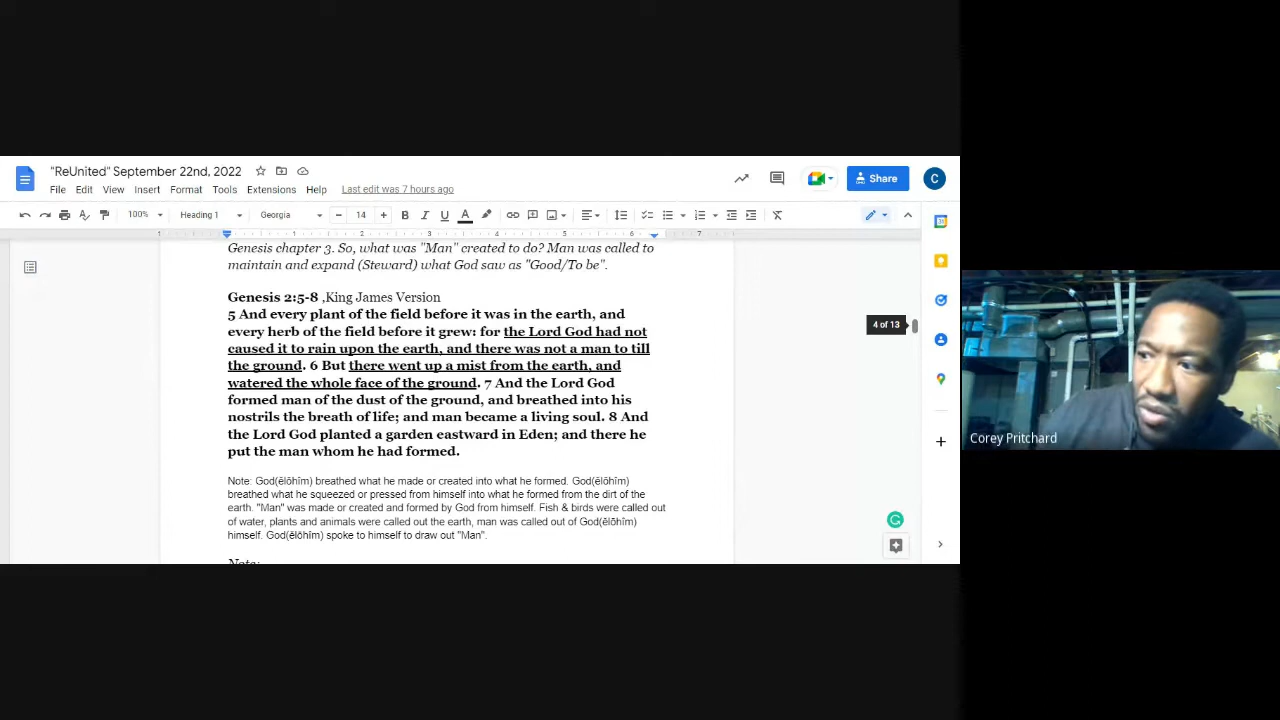 "ReUnited" September 22nd, 2022
File Edit View Insert Format Tools Extensions Help Last edit was 7 hours ago
Share
C
100% Heading 1 Georgia 14
1 1 2 3 4 5 6 7
Genesis chapter 3. So, what was "Man" created to do? Man was called to
maintain and expand (Steward) what God saw as "Good/To be".
Genesis 2:5-8 ,King James Version
5 And every plant of the field before it was in the earth, and
every herb of the field before it grew: for the Lord God had not
caused it to rain upon the earth, and there was not a man to till
the ground. 6 But there went up a mist from the earth, and
watered the whole face of the ground. 7 And the Lord God
formed man of the dust of the ground, and breathed into his
nostrils the breath of life; and man became a living soul. 8 And
the Lord God planted a garden eastward in Eden; and there he
put the man whom he had formed.
Note: God(ĕlōhîm) breathed what he made or created into what he formed. God(ĕlōhîm)
breathed what he squeezed or pressed from himself into what he formed from the dirt of the
earth. "Man" was made or created and formed by God from himself. Fish & birds were called out
of water, plants and animals were called out the earth, man was called out of God(ĕlōhîm)
himself. God(ĕlōhîm) spoke to himself to draw out "Man".
Note:
4 of 13
Corey Pritchard